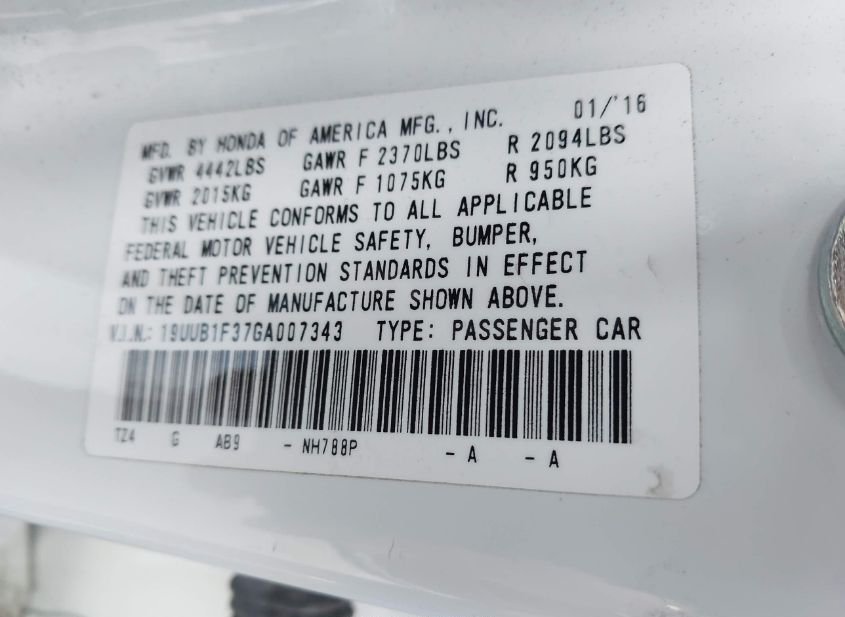 MFD. BY HONDA OF AMERICA MFG., INC. 01/'16
GVWR 4442LBS GAWR F 2370LBS R 2094LBS
GVWR 2015KG GAWR F 1075KG R 950KG
THIS VEHICLE CONFORMS TO ALL APPLICABLE
FEDERAL MOTOR VEHICLE SAFETY, BUMPER,
AND THEFT PREVENTION STANDARDS IN EFFECT
ON THE DATE OF MANUFACTURE SHOWN ABOVE.
V.I.N.: 19UUB1F37GA007343 TYPE: PASSENGER CAR
TZ4 G AB9 - NH788P - A - A